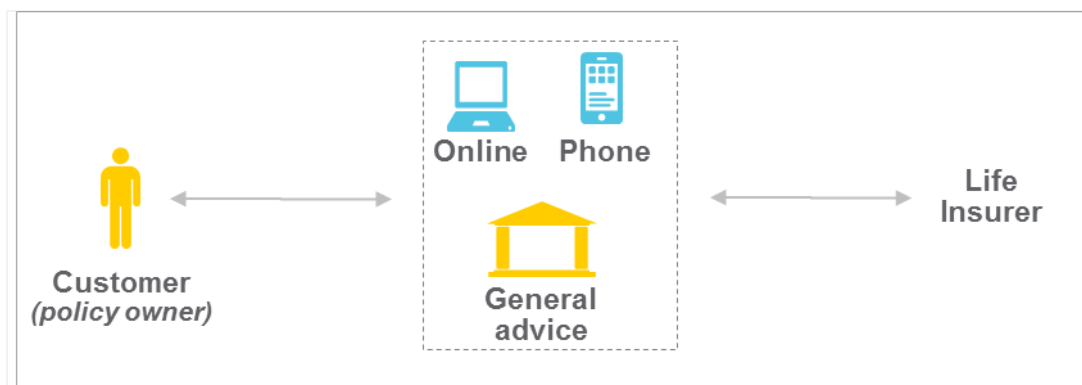 Online
Phone
General
advice
Customer
(policy owner)
Life
Insurer